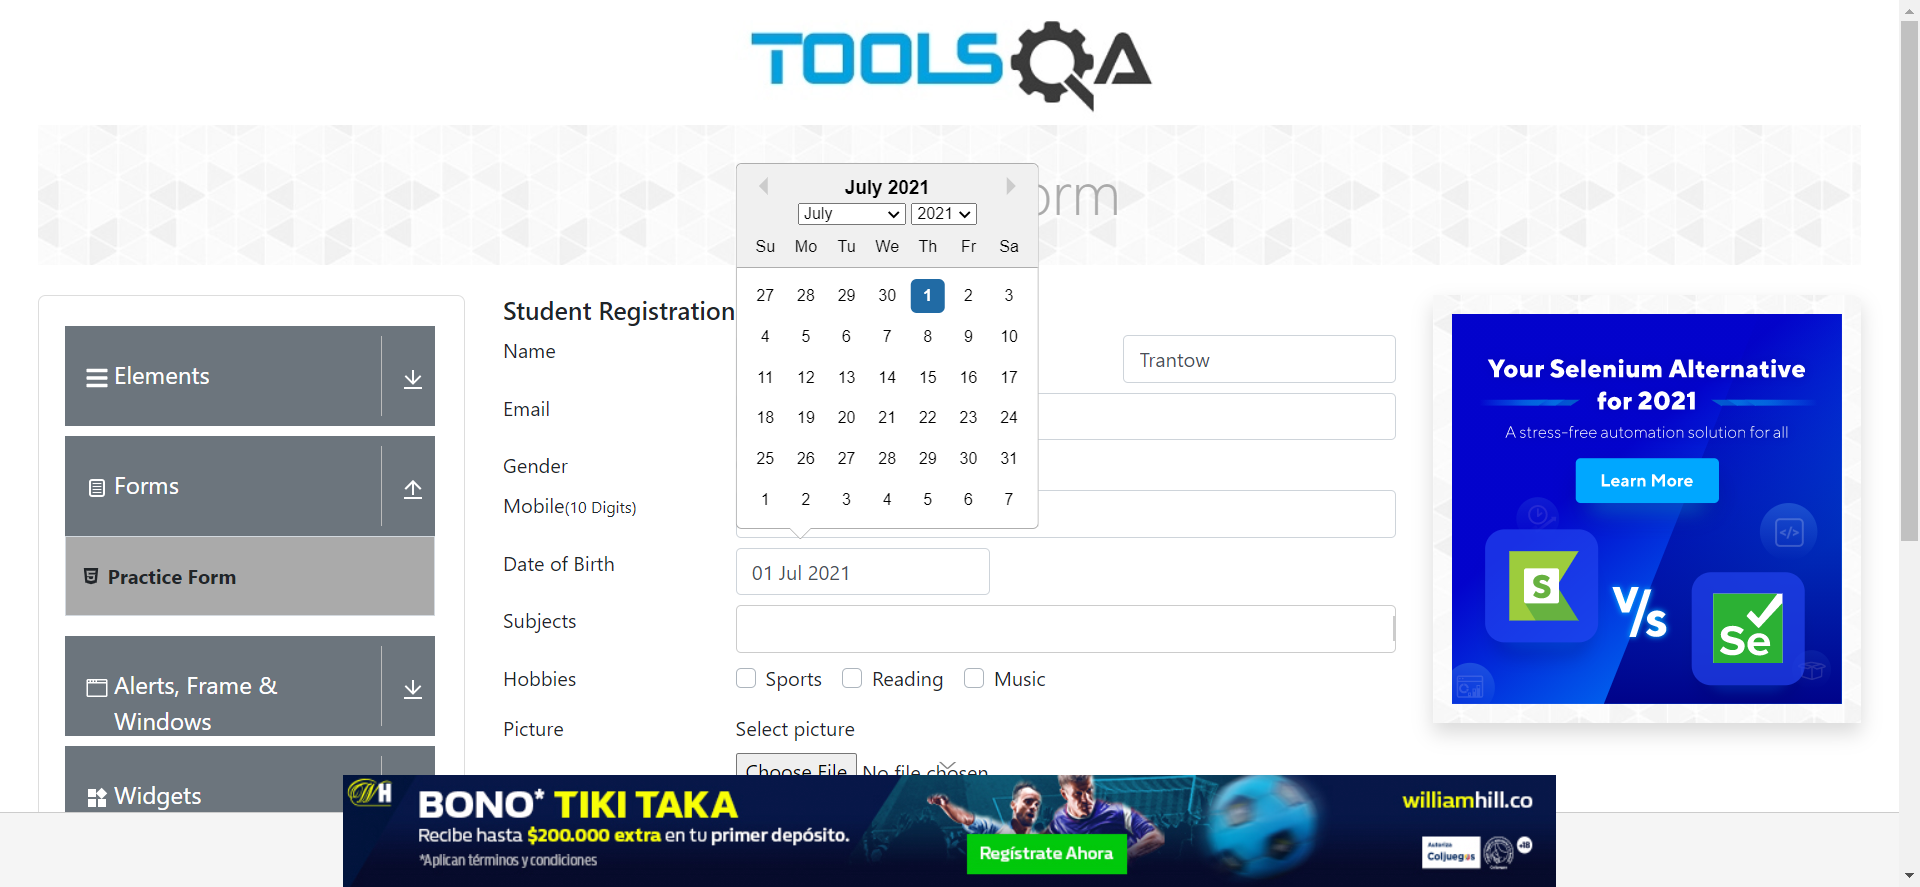 TOOLSQA
orm
July 2021
July 2021
Su Mo Tu We Th Fr Sa
27 28 29 30 1 2 3
4 5 6 7 8 9 10
11 12 13 14 15 16 17
18 19 20 21 22 23 24
25 26 27 28 29 30 31
1 2 3 4 5 6 7
Elements
Forms
Practice Form
Alerts, Frame &
Windows
Widgets
Student Registration
Name
Trantow
Email
Gender
Mobile(10 Digits)
Date of Birth
01 Jul 2021
Subjects
Hobbies
Sports Reading Music
Picture
Select picture
Choose File No file chosen
Your Selenium Alternative
for 2021
A stress-free automation solution for all
Learn More
S
V/s
Se
WH
BONO* TIKI TAKA
Recibe hasta $200.000 extra en tu primer depósito.
*Aplican términos y condiciones
Regístrate Ahora
williamhill.co
Autoriza
Coljuegos
+18